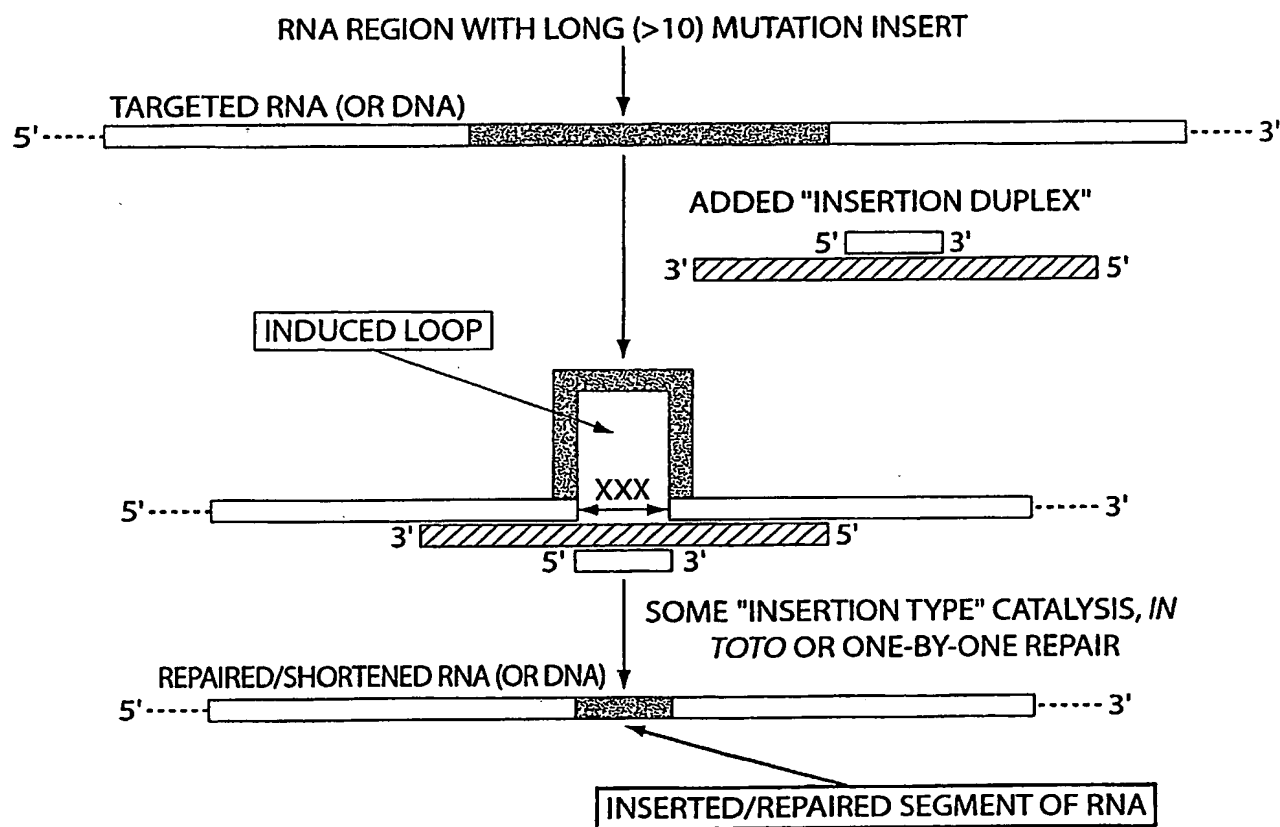 RNA REGION WITH LONG (>10) MUTATION INSERT
TARGETED RNA (OR DNA)
5' 3'
ADDED "INSERTION DUPLEX"
5' 3'
3' 5'
INDUCED LOOP
XXX
5' 3'
3' 5'
5' 3'
SOME "INSERTION TYPE" CATALYSIS, IN
TOTO OR ONE-BY-ONE REPAIR
REPAIRED/SHORTENED RNA (OR DNA)
5' 3'
INSERTED/REPAIRED SEGMENT OF RNA